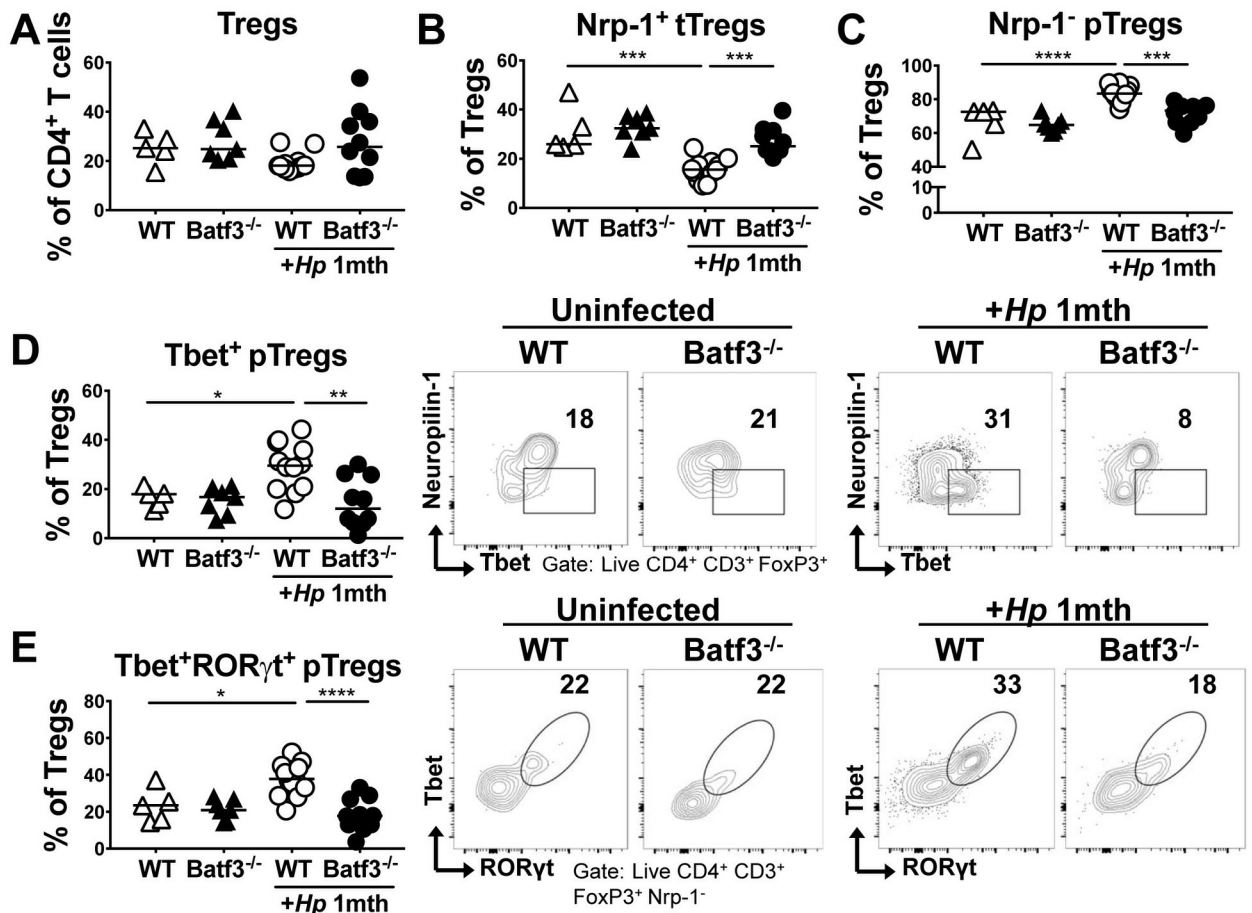 A
Tregs
% of CD4⁺ T cells
60
40
20
0
WT Batf3⁻/⁻ WT Batf3⁻/⁻
+Hp 1mth
B
Nrp-1⁺ tTregs
*** ***
% of Tregs
60
40
20
0
WT Batf3⁻/⁻ WT Batf3⁻/⁻
+Hp 1mth
C
Nrp-1⁻ pTregs
**** ***
% of Tregs
100
80
60
40
10
0
WT Batf3⁻/⁻ WT Batf3⁻/⁻
+Hp 1mth
D
Tbet⁺ pTregs
* **
% of Tregs
60
40
20
0
WT Batf3⁻/⁻ WT Batf3⁻/⁻
+Hp 1mth
Uninfected
WT Batf3⁻/⁻
Neuropilin-1
18 21
Tbet Gate: Live CD4⁺ CD3⁺ FoxP3⁺
+Hp 1mth
WT Batf3⁻/⁻
Neuropilin-1
31 8
Tbet
E
Tbet⁺RORγt⁺ pTregs
* ****
% of Tregs
80
60
40
20
0
WT Batf3⁻/⁻ WT Batf3⁻/⁻
+Hp 1mth
Uninfected
WT Batf3⁻/⁻
Tbet
22 22
RORγt Gate: Live CD4⁺ CD3⁺
FoxP3⁺ Nrp-1⁻
+Hp 1mth
WT Batf3⁻/⁻
Tbet
33 18
RORγt